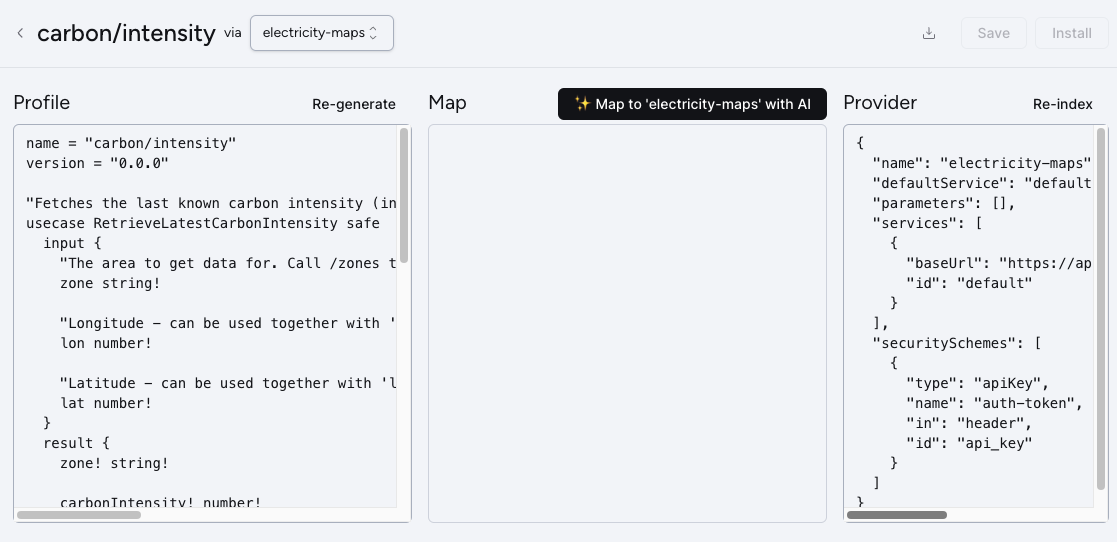 carbon/intensity via electricity-maps
Save Install
Profile Re-generate
name = "carbon/intensity"
version = "0.0.0"
"Fetches the last known carbon intensity (in
usecase RetrieveLatestCarbonIntensity safe
input {
"The area to get data for. Call /zones t
zone string!
"Longitude – can be used together with '
lon number!
"Latitude – can be used together with 'l
lat number!
}
result {
zone! string!
carbonIntensity! number!
Map ✨ Map to 'electricity-maps' with AI
Provider Re-index
{
"name": "electricity-maps"
"defaultService": "default
"parameters": [],
"services": [
{
"baseUrl": "https://ap
"id": "default"
}
],
"securitySchemes": [
{
"type": "apiKey",
"name": "auth-token",
"in": "header",
"id": "api_key"
}
]
}